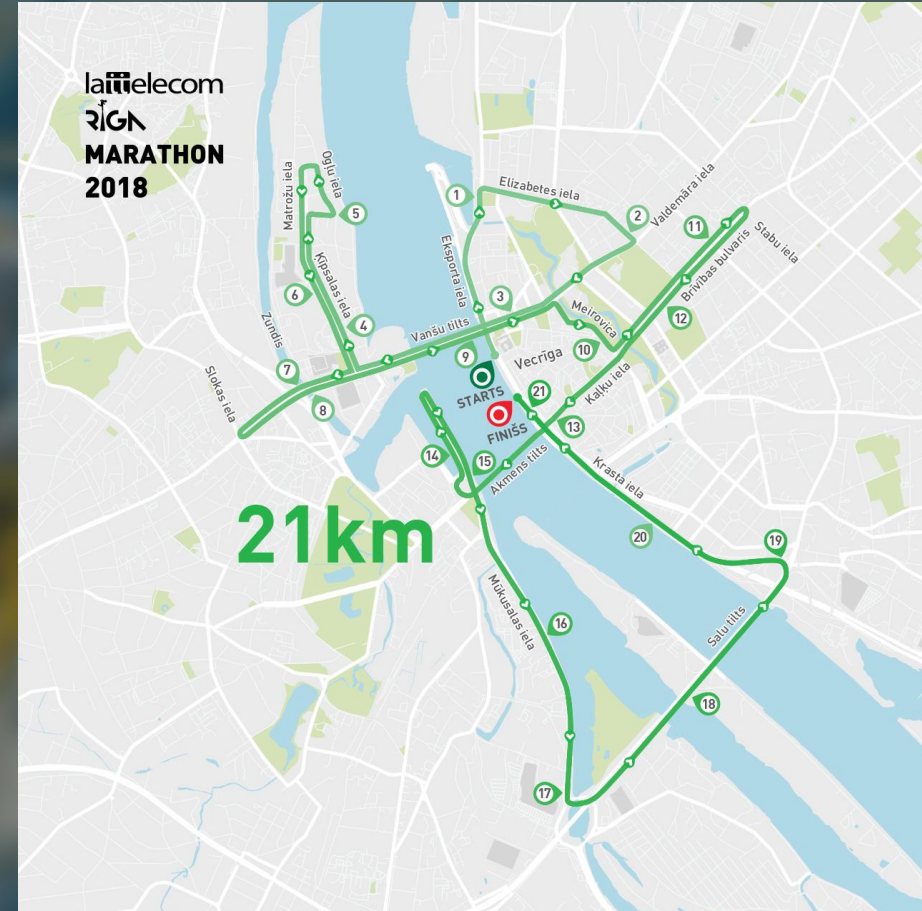 lattelecom
RIGA
MARATHON
2018
Matrožu iela
Ogļu iela
5
1
Elizabetes iela
2
Valdemāra iela
11
Stabu iela
Brīvības bulvaris
Eksporta iela
Ķīpsalas iela
6
4
3
Meirovica
12
Zunds
Vanšu tilts
9
10
Vecrīga
7
8
Slokas iela
STARTS
21
Kaļķu iela
FINIŠS
13
14
15
Akmens tilts
Krasta iela
21km
20
19
Mūkusalas iela
16
Salu tilts
18
17